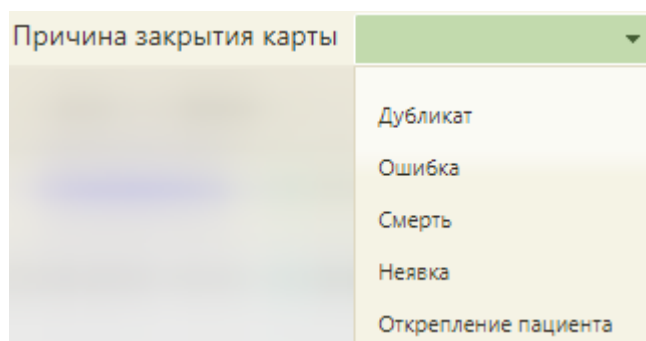 Причина закрытия карты
Дубликат
Ошибка
Смерть
Неявка
Открепление пациента